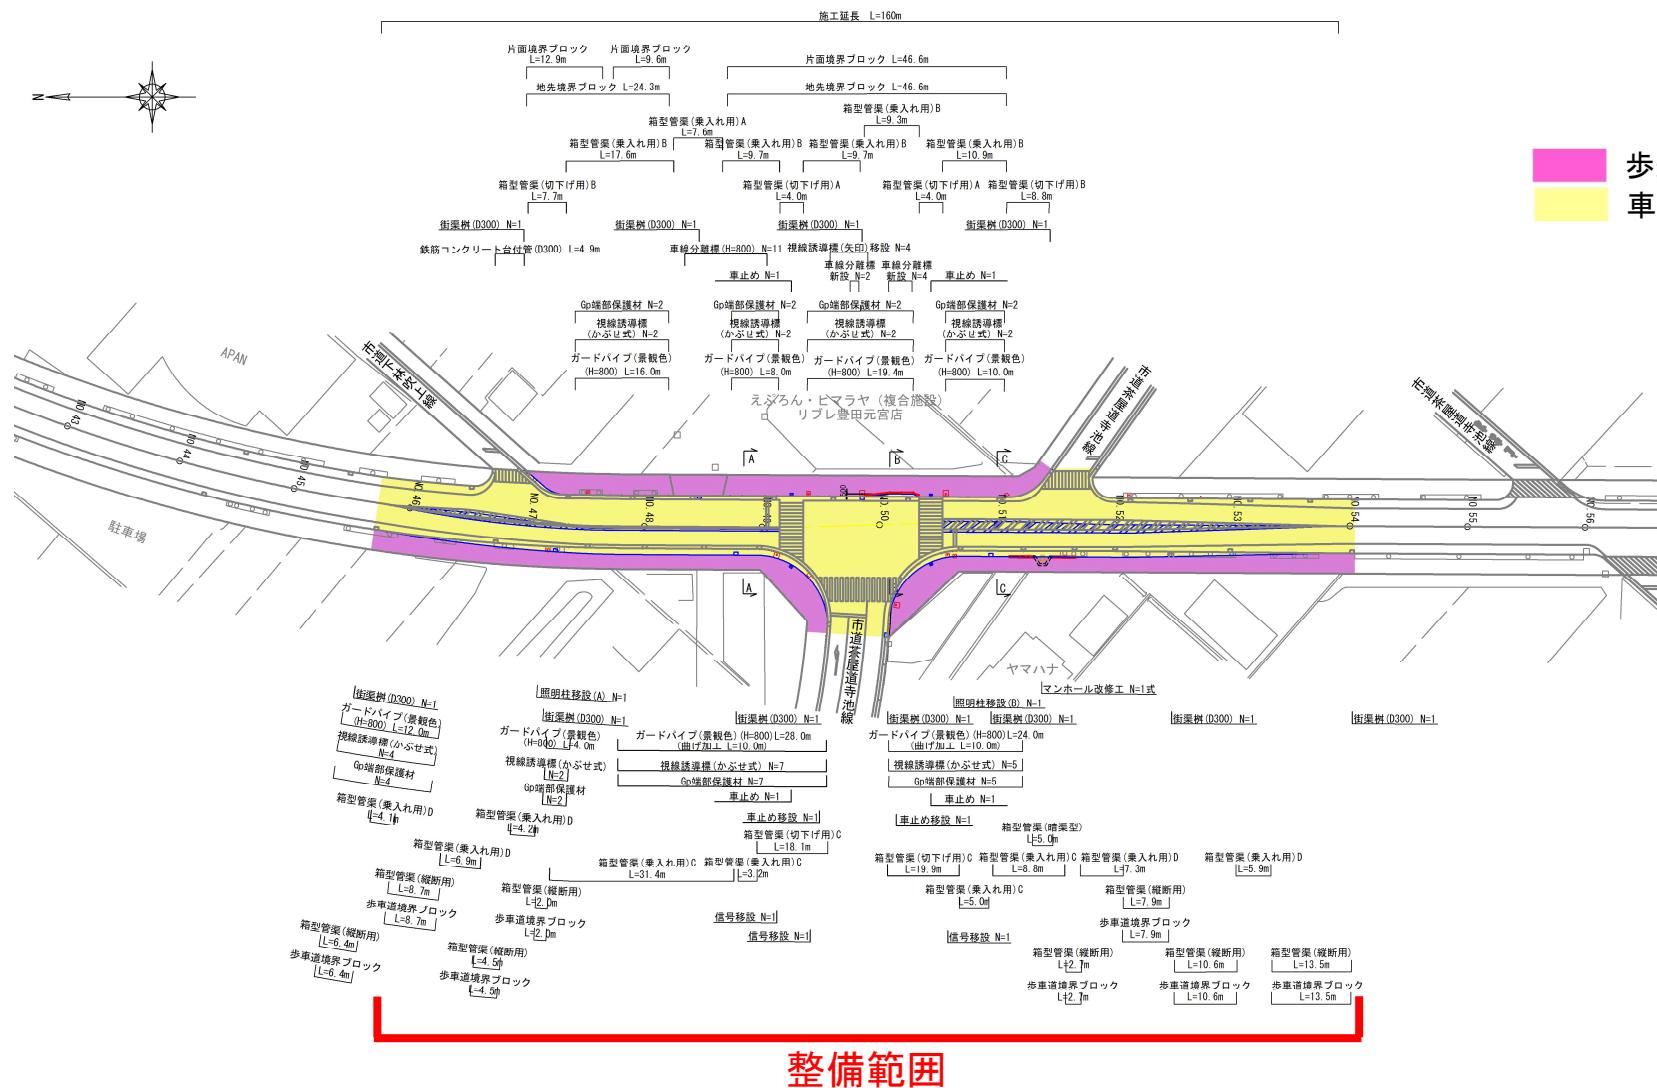 施工延長 L=160m
片面境界ブロック
L=12.9m
片面境界ブロック
L=9.6m
片面境界ブロック L=46.6m
地先境界ブロック L=24.3m
地先境界ブロック L=46.6m
箱型管渠(乗入れ用)B
L=9.3m
箱型管渠(乗入れ用)A
L=7.6m
箱型管渠(乗入れ用)B
L=17.6m
箱型管渠(乗入れ用)B
L=9.7m
箱型管渠(乗入れ用)B
L=9.7m
箱型管渠(乗入れ用)B
L=10.9m
箱型管渠(切下げ用)B
L=7.7m
箱型管渠(切下げ用)A
L=4.0m
箱型管渠(切下げ用)A
L=4.0m
箱型管渠(切下げ用)B
L=8.8m
街渠桝(D300) N=1
街渠桝(D300) N=1
街渠桝(D300) N=1
街渠桝(D300) N=1
鉄筋コンクリート台付管(D300) L=4.9m
車線分離標(H=800) N=11
視線誘導標(矢印)移設 N=4
車線分離標
新設 N=2
車線分離標
新設 N=4
車止め N=1
車止め N=1
Gp端部保護材 N=2
Gp端部保護材 N=2
Gp端部保護材 N=2
Gp端部保護材 N=2
視線誘導標
(かぶせ式) N=2
視線誘導標
(かぶせ式) N=2
視線誘導標
(かぶせ式) N=2
視線誘導標
(かぶせ式) N=2
ガードパイプ(景観色)
(H=800) L=16.0m
ガードパイプ(景観色)
(H=800) L=8.0m
ガードパイプ(景観色)
(H=800) L=19.4m
ガードパイプ(景観色)
(H=800) L=10.0m
N
歩
車
APAN
市道下林吹上線
えぷろん・ヒマラヤ(複合施設)
リブレ豊田元宮店
市道茶屋道寺池線
市道茶屋道寺池線
NO.43
NO.44
NO.45
NO.46
NO.47
NO.48
NO.49
NO.50
NO.51
NO.52
NO.53
NO.54
NO.55
NO.56
A
B
C
A
C
駐車場
市道茶屋道寺池線
ヤマハナ
街渠桝(D300) N=1
照明柱移設(A) N=1
マンホール改修工 N=1式
照明柱移設(B) N=1
街渠桝(D300) N=1
街渠桝(D300) N=1
街渠桝(D300) N=1
街渠桝(D300) N=1
街渠桝(D300) N=1
街渠桝(D300) N=1
ガードパイプ(景観色)
(H=800) L=12.0m
ガードパイプ(景観色)
(H=800) L=4.0m
ガードパイプ(景観色)(H=800)L=28.0m
(曲げ加工 L=10.0m)
ガードパイプ(景観色)(H=800)L=24.0m
(曲げ加工 L=10.0m)
視線誘導標(かぶせ式)
N=4
視線誘導標(かぶせ式)
N=2
視線誘導標(かぶせ式) N=7
視線誘導標(かぶせ式) N=5
Gp端部保護材
N=4
Gp端部保護材
N=2
Gp端部保護材 N=7
Gp端部保護材 N=5
車止め N=1
車止め N=1
車止め移設 N=1
車止め移設 N=1
箱型管渠(乗入れ用)D
L=4.1m
箱型管渠(乗入れ用)D
L=4.2m
箱型管渠(切下げ用)C
L=18.1m
箱型管渠(暗渠型)
L=5.0m
箱型管渠(乗入れ用)D
L=6.9m
箱型管渠(乗入れ用)C
L=31.4m
箱型管渠(乗入れ用)C
L=3.2m
箱型管渠(切下げ用)C
L=19.9m
箱型管渠(乗入れ用)C
L=8.8m
箱型管渠(乗入れ用)D
L=7.3m
箱型管渠(乗入れ用)D
L=5.9m
箱型管渠(縦断用)
L=8.7m
箱型管渠(縦断用)
L=2.0m
箱型管渠(乗入れ用)C
L=5.0m
箱型管渠(縦断用)
L=7.9m
歩車道境界ブロック
L=8.7m
歩車道境界ブロック
L=2.0m
信号移設 N=1
信号移設 N=1
信号移設 N=1
歩車道境界ブロック
L=7.9m
箱型管渠(縦断用)
L=6.4m
箱型管渠(縦断用)
L=4.5m
箱型管渠(縦断用)
L=2.7m
箱型管渠(縦断用)
L=10.6m
箱型管渠(縦断用)
L=13.5m
歩車道境界ブロック
L=6.4m
歩車道境界ブロック
L=4.5m
歩車道境界ブロック
L=2.7m
歩車道境界ブロック
L=10.6m
歩車道境界ブロック
L=13.5m
整備範囲